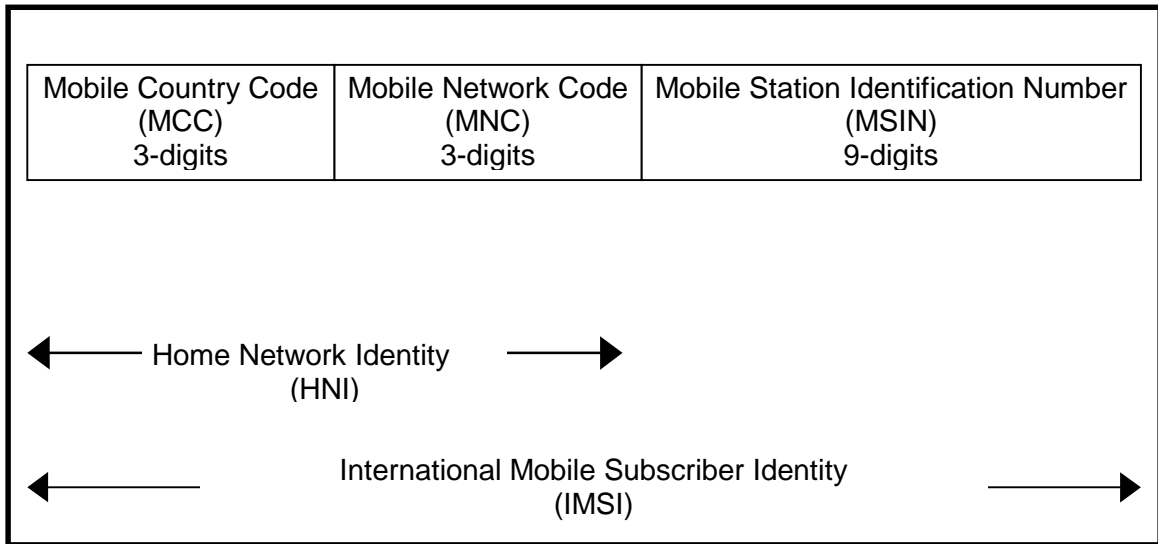 Mobile Country Code
(MCC)
3-digits
Mobile Network Code
(MNC)
3-digits
Mobile Station Identification Number
(MSIN)
9-digits
Home Network Identity
(HNI)
International Mobile Subscriber Identity
(IMSI)